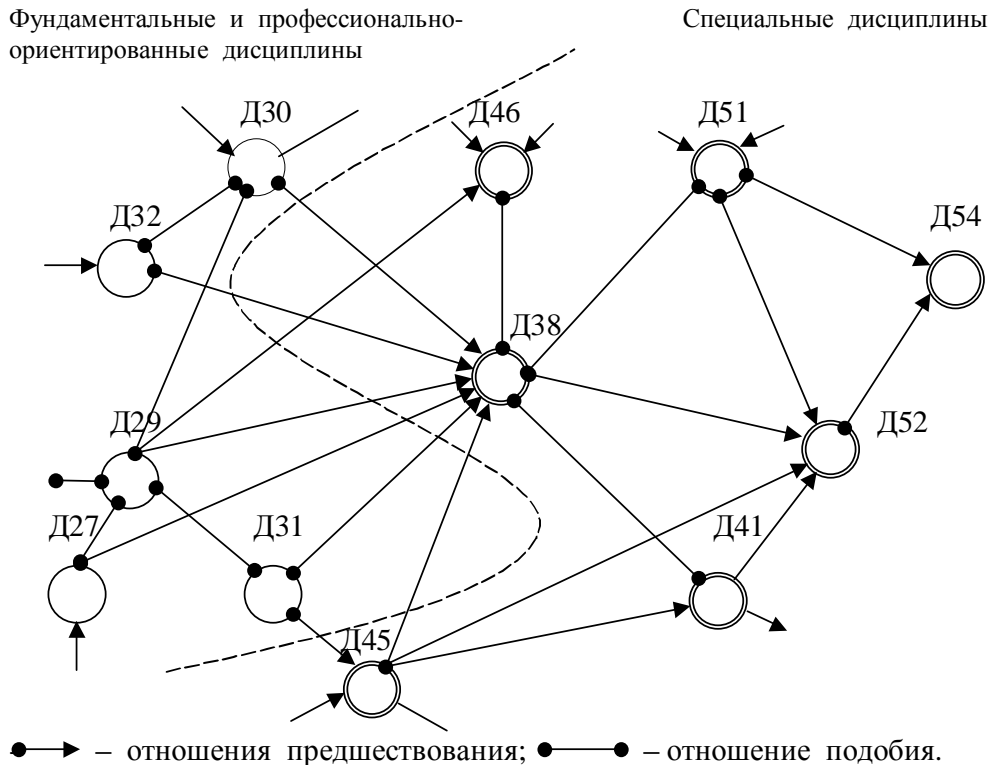 Фундаментальные и профессионально-
ориентированные дисциплины
Специальные дисциплины
Д30
Д46
Д51
Д32
Д54
Д38
Д29
Д52
Д27
Д31
Д41
Д45
– отношения предшествования;
– отношение подобия.